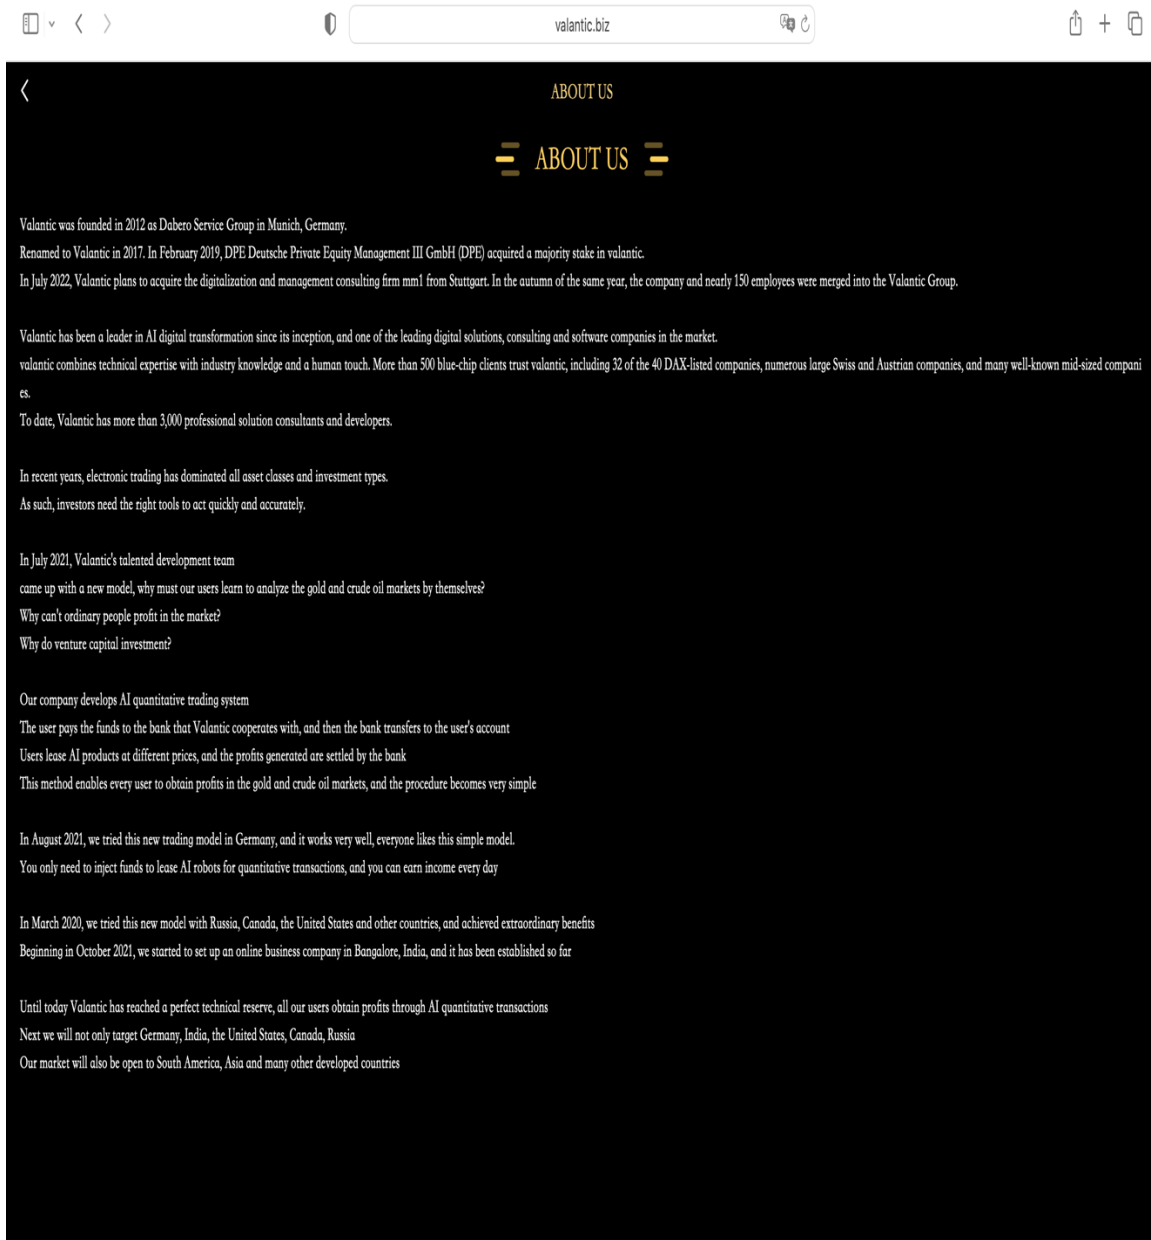 valantic.biz
ABOUT US
ABOUT US
Valantic was founded in 2012 as Dabero Service Group in Munich, Germany.
Renamed to Valantic in 2017. In February 2019, DPE Deutsche Private Equity Management III GmbH (DPE) acquired a majority stake in valantic.
In July 2022, Valantic plans to acquire the digitalization and management consulting firm mm1 from Stuttgart. In the autumn of the same year, the company and nearly 150 employees were merged into the Valantic Group.
Valantic has been a leader in AI digital transformation since its inception, and one of the leading digital solutions, consulting and software companies in the market.
valantic combines technical expertise with industry knowledge and a human touch. More than 500 blue-chip clients trust valantic, including 32 of the 40 DAX-listed companies, numerous large Swiss and Austrian companies, and many well-known mid-sized compani
es.
To date, Valantic has more than 3,000 professional solution consultants and developers.
In recent years, electronic trading has dominated all asset classes and investment types.
As such, investors need the right tools to act quickly and accurately.
In July 2021, Valantic's talented development team
came up with a new model, why must our users learn to analyze the gold and crude oil markets by themselves?
Why can't ordinary people profit in the market?
Why do venture capital investment?
Our company develops AI quantitative trading system
The user pays the funds to the bank that Valantic cooperates with, and then the bank transfers to the user's account
Users lease AI products at different prices, and the profits generated are settled by the bank
This method enables every user to obtain profits in the gold and crude oil markets, and the procedure becomes very simple
In August 2021, we tried this new trading model in Germany, and it works very well, everyone likes this simple model.
You only need to inject funds to lease AI robots for quantitative transactions, and you can earn income every day
In March 2020, we tried this new model with Russia, Canada, the United States and other countries, and achieved extraordinary benefits
Beginning in October 2021, we started to set up an online business company in Bangalore, India, and it has been established so far
Until today Valantic has reached a perfect technical reserve, all our users obtain profits through AI quantitative transactions
Next we will not only target Germany, India, the United States, Canada, Russia
Our market will also be open to South America, Asia and many other developed countries